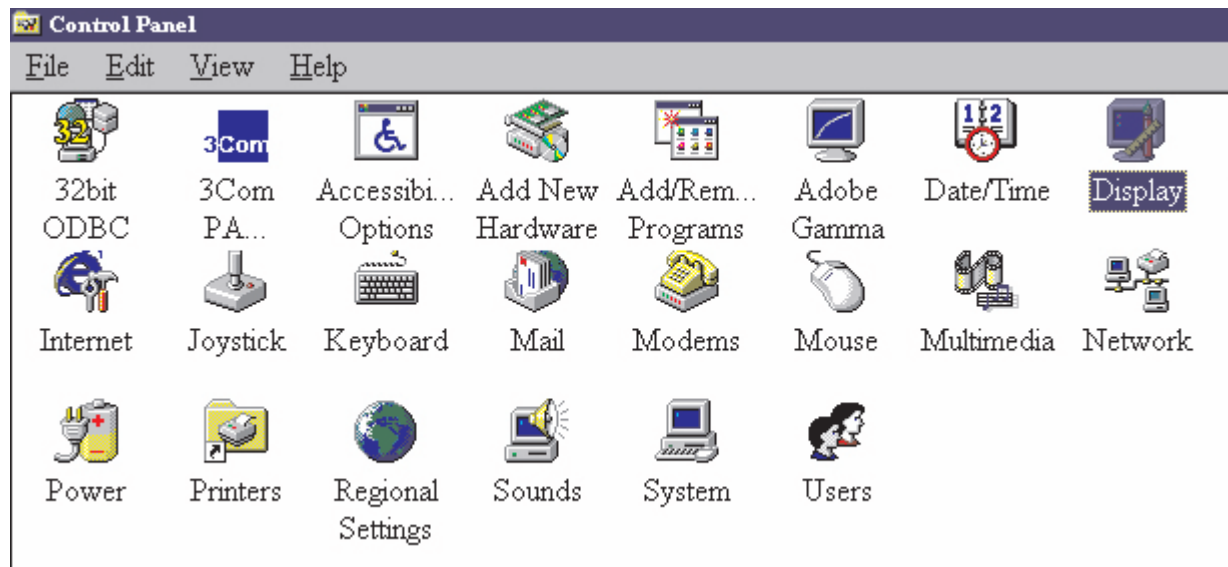 Control Panel
File Edit View Help
32
3Com
1 2
32bit ODBC
3Com PA...
Accessibi... Options
Add New Hardware
Add/Rem... Programs
Adobe Gamma
Date/Time
Display
Internet
Joystick
Keyboard
Mail
Modems
Mouse
Multimedia
Network
Power
Printers
Regional Settings
Sounds
System
Users